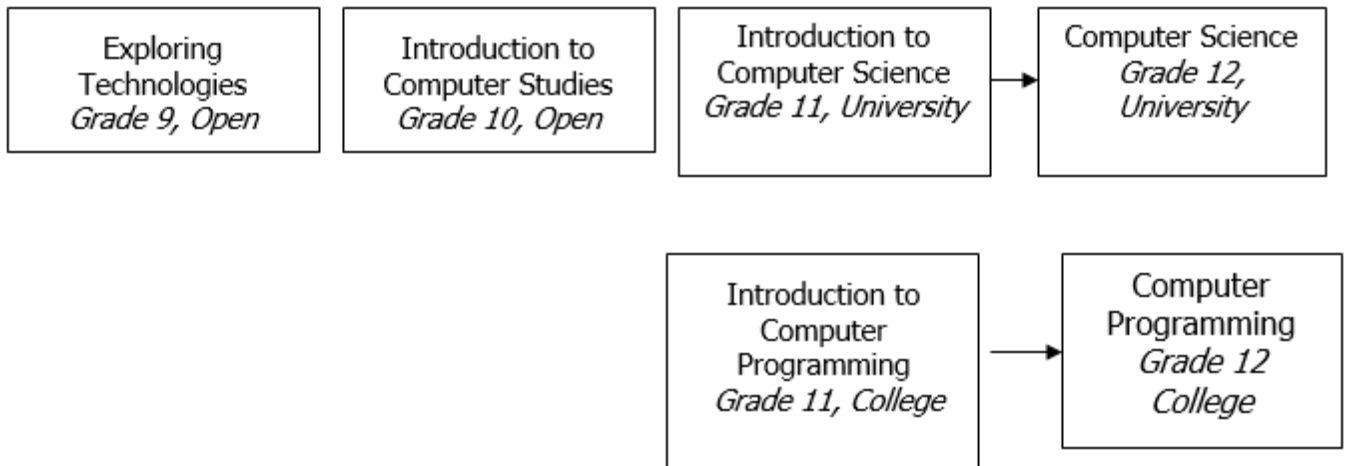 Exploring
Technologies
Grade 9, Open
Introduction to
Computer Studies
Grade 10, Open
Introduction to
Computer Science
Grade 11, University
Computer Science
Grade 12,
University
Introduction to
Computer
Programming
Grade 11, College
Computer
Programming
Grade 12
College